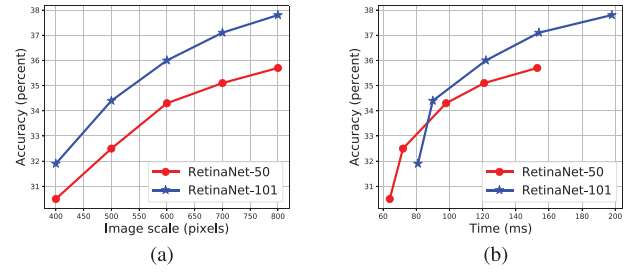 38
37
36
35
34
33
32
31
Accuracy (percent)
RetinaNet-50
RetinaNet-101
400 450 500 550 600 650 700 750 800
Image scale (pixels)
(a)
38
37
36
35
34
33
32
31
Accuracy (percent)
RetinaNet-50
RetinaNet-101
60 80 100 120 140 160 180 200
Time (ms)
(b)